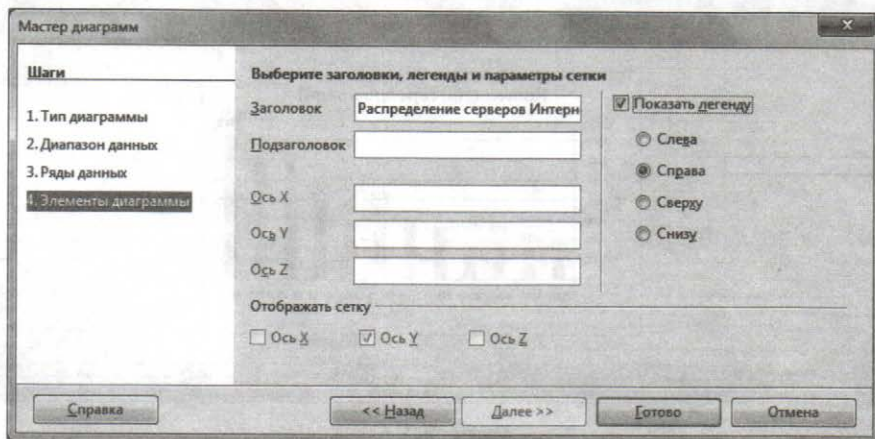 Мастер диаграмм
Шаги
1. Тип диаграммы
2. Диапазон данных
3. Ряды данных
4. Элементы диаграммы
Выберите заголовки, легенды и параметры сетки
Заголовок
Распределение серверов Интерн
Подзаголовок
Ось X
Ось Y
Ось Z
Показать легенду
Слева
Справа
Сверху
Снизу
Отображать сетку
Ось X Ось Y Ось Z
Справка << Назад Далее >> Готово Отмена